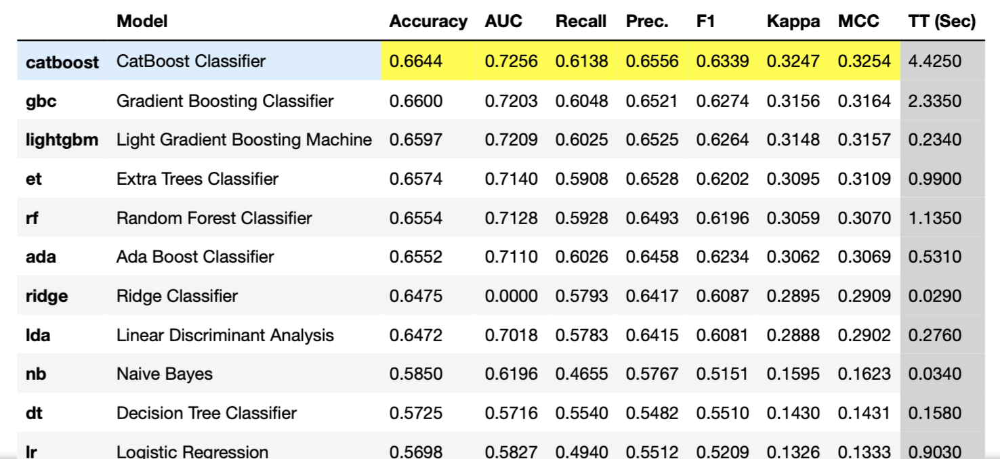 Model Accuracy AUC Recall Prec. F1 Kappa MCC TT (Sec)
catboost CatBoost Classifier 0.6644 0.7256 0.6138 0.6556 0.6339 0.3247 0.3254 4.4250
gbc Gradient Boosting Classifier 0.6600 0.7203 0.6048 0.6521 0.6274 0.3156 0.3164 2.3350
lightgbm Light Gradient Boosting Machine 0.6597 0.7209 0.6025 0.6525 0.6264 0.3148 0.3157 0.2340
et Extra Trees Classifier 0.6574 0.7140 0.5908 0.6528 0.6202 0.3095 0.3109 0.9900
rf Random Forest Classifier 0.6554 0.7128 0.5928 0.6493 0.6196 0.3059 0.3070 1.1350
ada Ada Boost Classifier 0.6552 0.7110 0.6026 0.6458 0.6234 0.3062 0.3069 0.5310
ridge Ridge Classifier 0.6475 0.0000 0.5793 0.6417 0.6087 0.2895 0.2909 0.0290
lda Linear Discriminant Analysis 0.6472 0.7018 0.5783 0.6415 0.6081 0.2888 0.2902 0.2760
nb Naive Bayes 0.5850 0.6196 0.4655 0.5767 0.5151 0.1595 0.1623 0.0340
dt Decision Tree Classifier 0.5725 0.5716 0.5540 0.5482 0.5510 0.1430 0.1431 0.1580
lr Logistic Regression 0.5698 0.5827 0.4940 0.5512 0.5209 0.1326 0.1333 0.9030